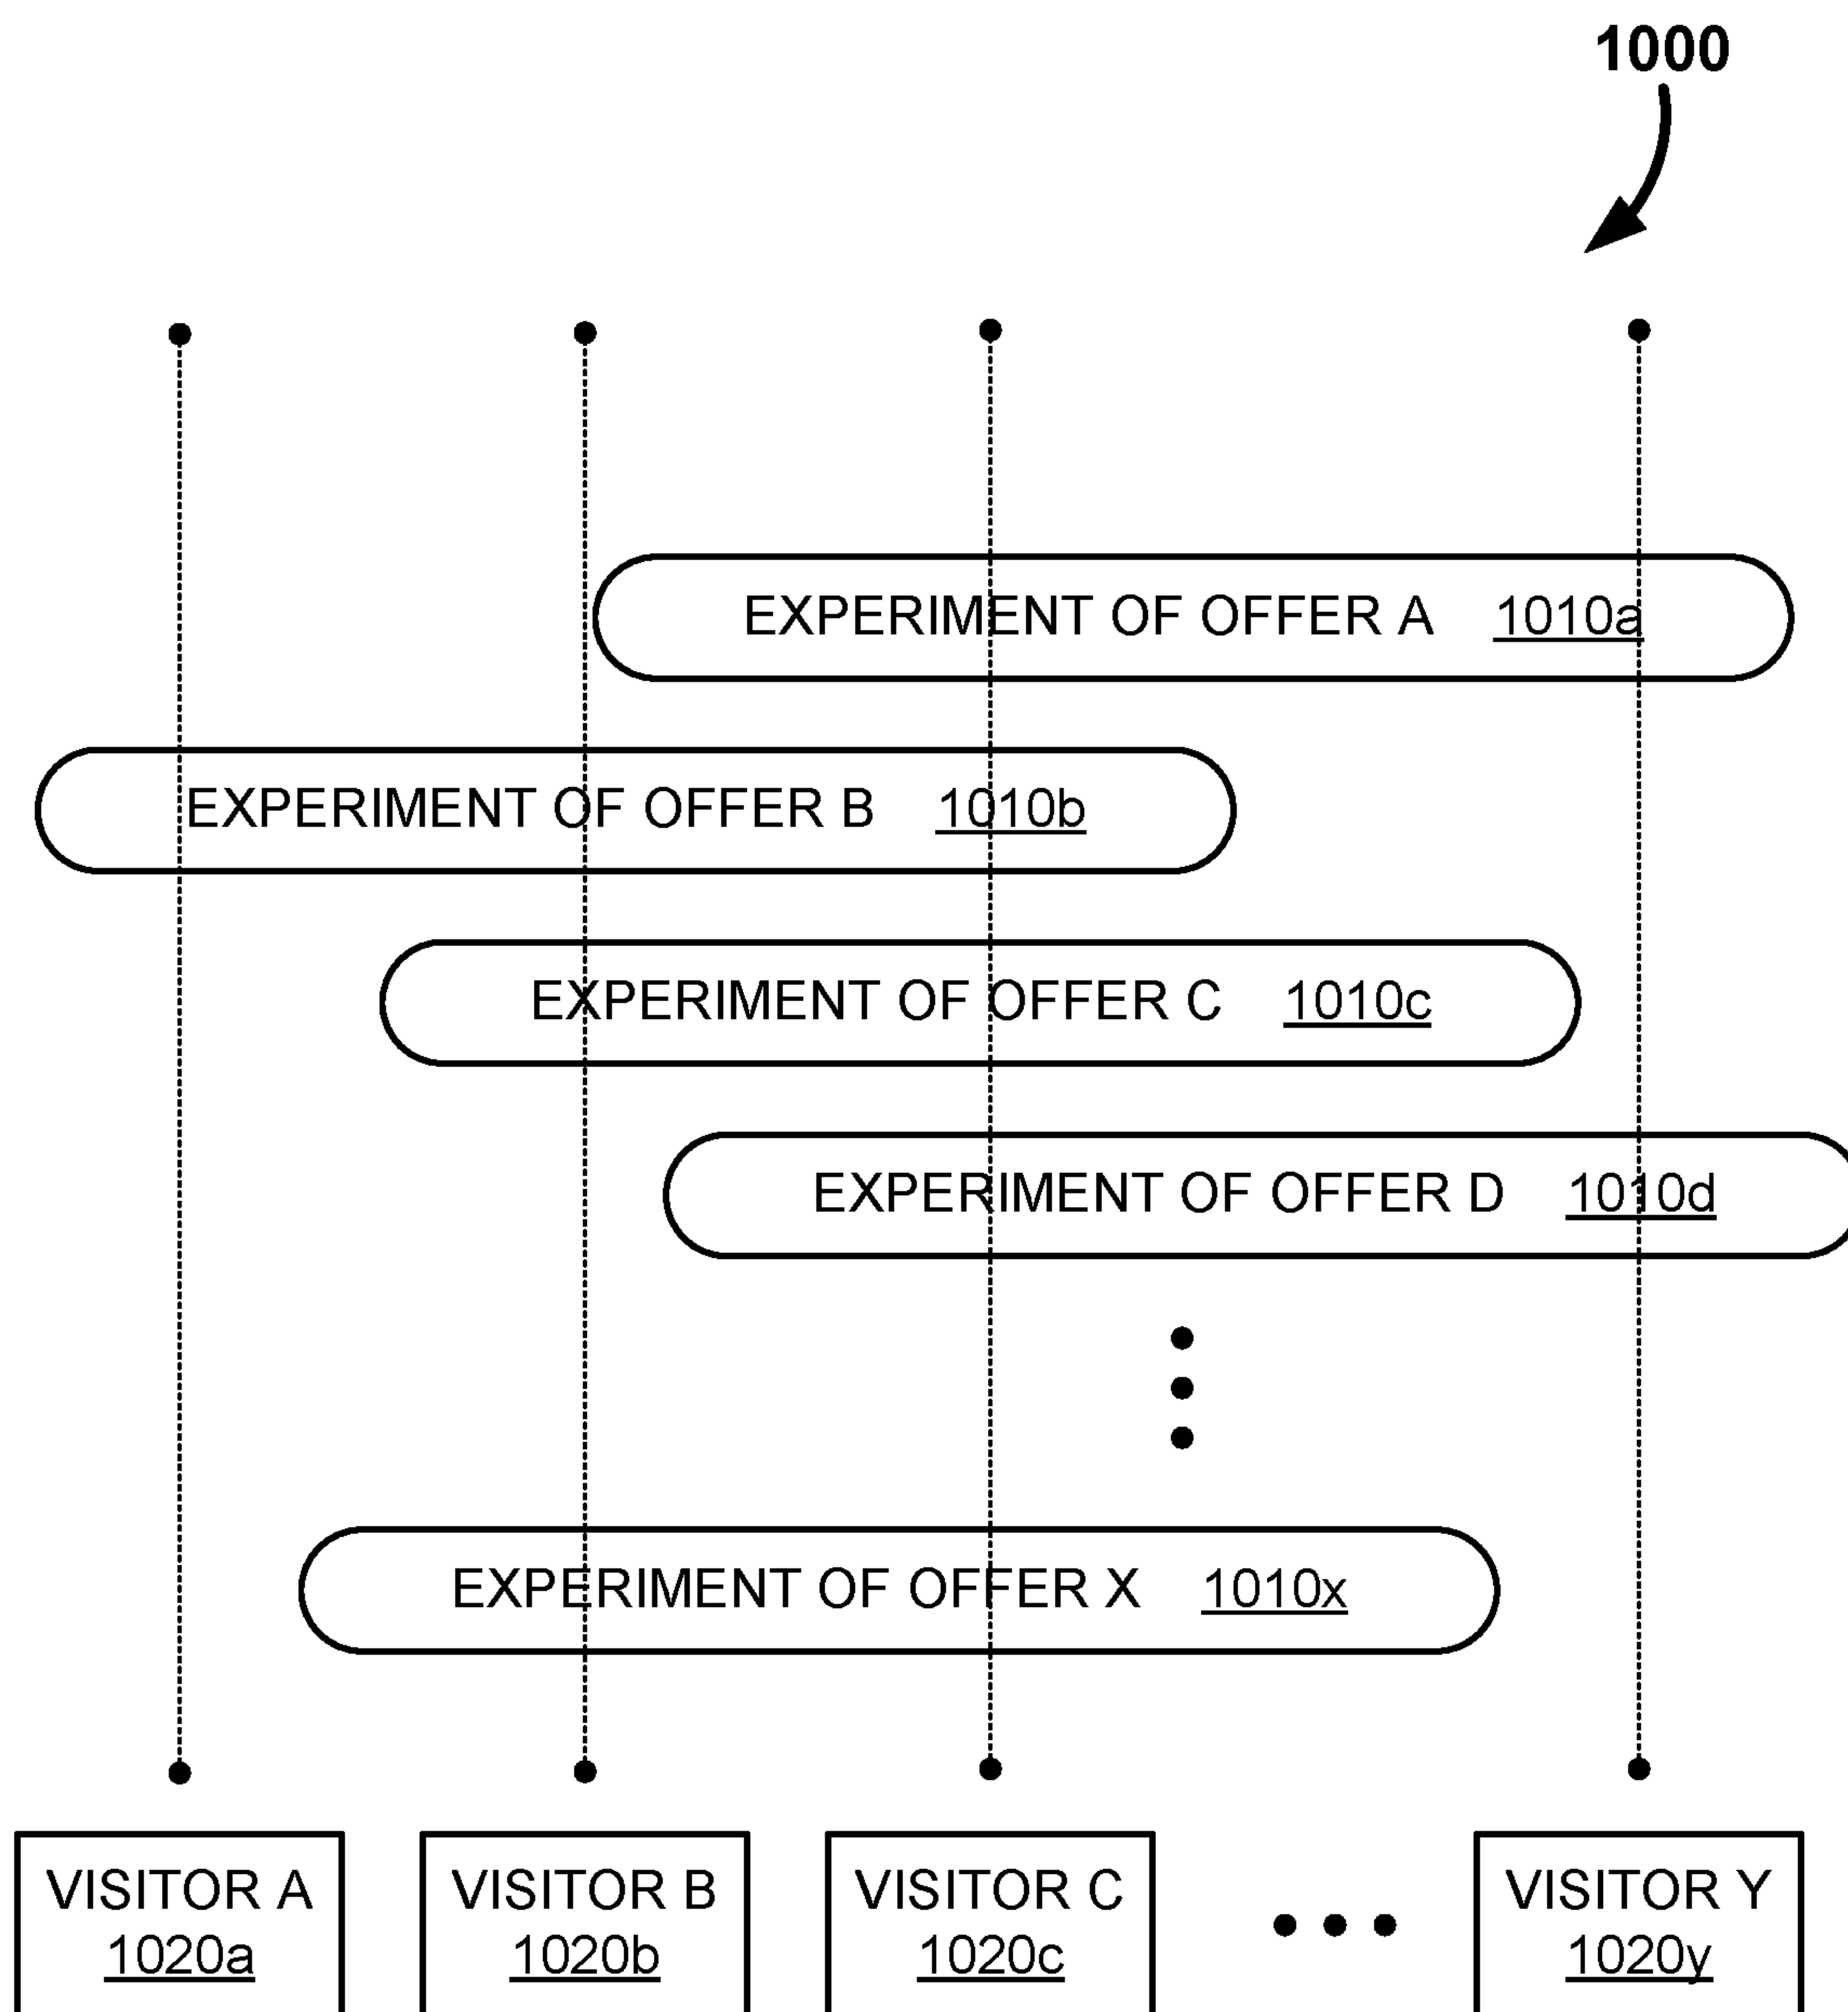 1000
EXPERIMENT OF OFFER A 1010a
EXPERIMENT OF OFFER B 1010b
EXPERIMENT OF OFFER C 1010c
EXPERIMENT OF OFFER D 1010d
EXPERIMENT OF OFFER X 1010x
VISITOR A
1020a
VISITOR B
1020b
VISITOR C
1020c
VISITOR Y
1020y